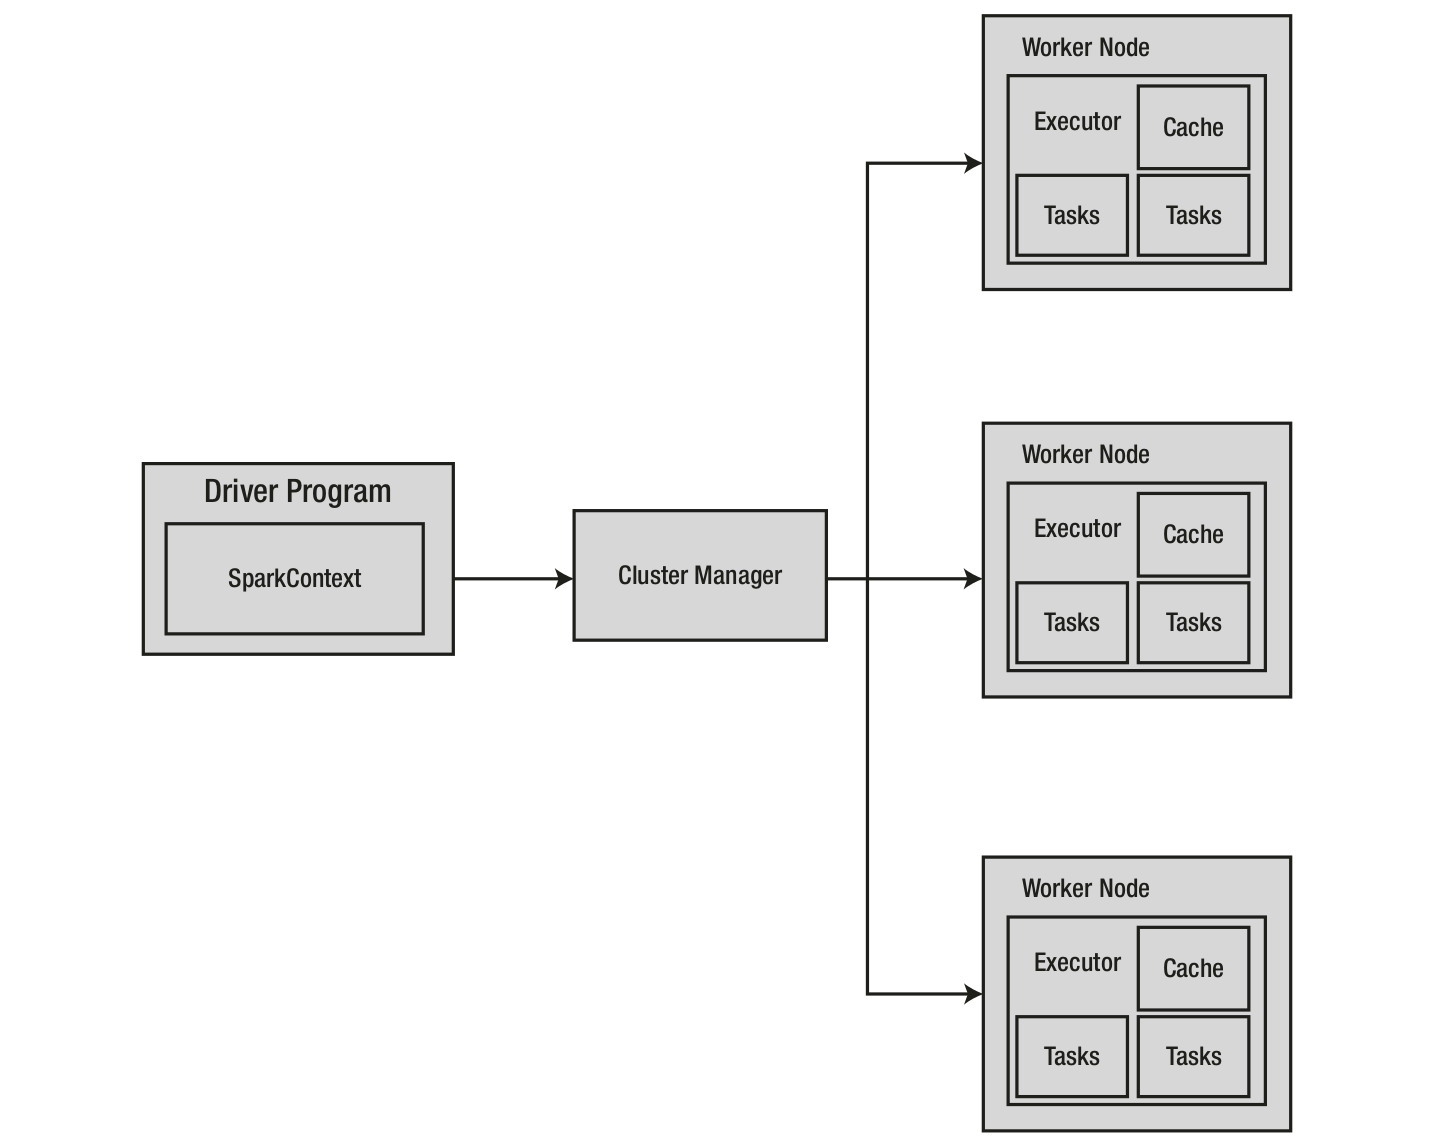 Driver Program
SparkContext
Cluster Manager
Worker Node
Executor
Cache
Tasks
Tasks
Worker Node
Executor
Cache
Tasks
Tasks
Worker Node
Executor
Cache
Tasks
Tasks